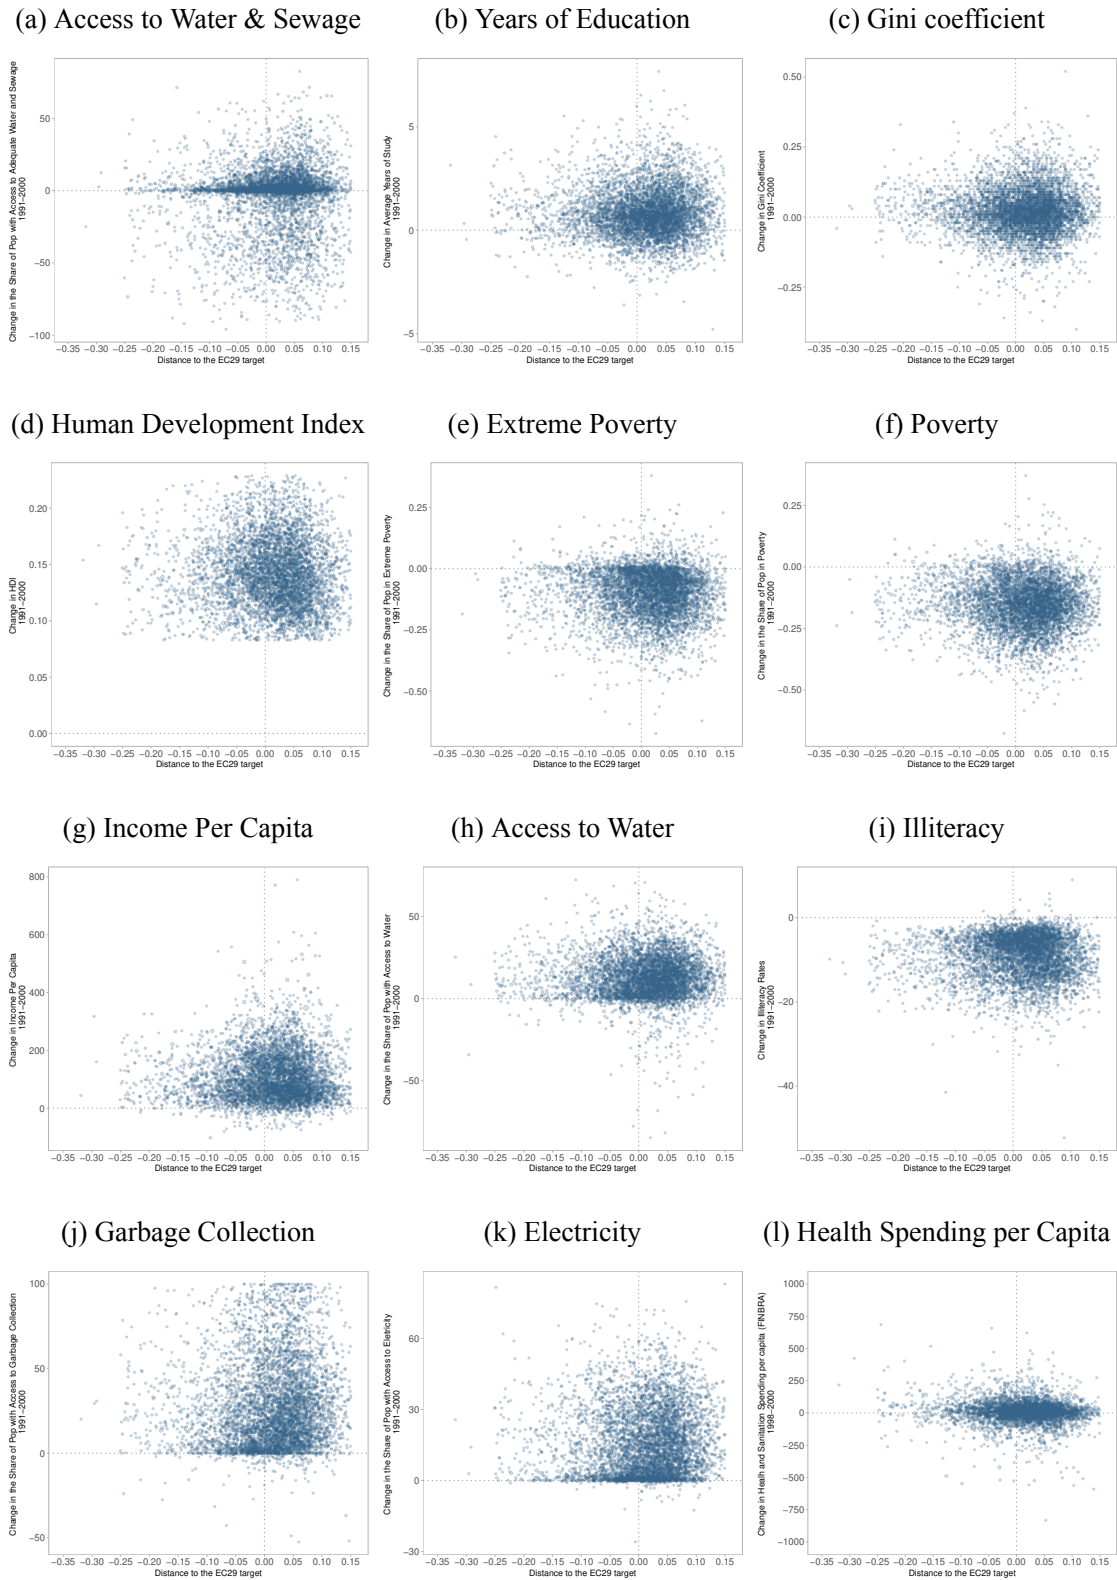 (a) Access to Water & Sewage
Change in the Share of Pop with Access to Adequate Water and Sewage
1991−2000
50
0
−50
−100
−0.35 −0.30 −0.25 −0.20 −0.15 −0.10 −0.05 0.00 0.05 0.10 0.15
Distance to the EC29 target
(b) Years of Education
Change in Average Years of Study
1991−2000
5
0
−5
−0.35 −0.30 −0.25 −0.20 −0.15 −0.10 −0.05 0.00 0.05 0.10 0.15
Distance to the EC29 target
(c) Gini coefficient
Change in Gini Coefficient
1991−2000
0.50
0.25
0.00
−0.25
−0.35 −0.30 −0.25 −0.20 −0.15 −0.10 −0.05 0.00 0.05 0.10 0.15
Distance to the EC29 target
(d) Human Development Index
Change in HDI
1991−2000
0.20
0.15
0.10
0.05
0.00
−0.35 −0.30 −0.25 −0.20 −0.15 −0.10 −0.05 0.00 0.05 0.10 0.15
Distance to the EC29 target
(e) Extreme Poverty
Change in the Share of Pop in Extreme Poverty
1991−2000
0.25
0.00
−0.25
−0.50
−0.35 −0.30 −0.25 −0.20 −0.15 −0.10 −0.05 0.00 0.05 0.10 0.15
Distance to the EC29 target
(f) Poverty
Change in the Share of Pop in Poverty
1991−2000
0.25
0.00
−0.25
−0.50
−0.35 −0.30 −0.25 −0.20 −0.15 −0.10 −0.05 0.00 0.05 0.10 0.15
Distance to the EC29 target
(g) Income Per Capita
Change in Income Per Capita
1991−2000
800
600
400
200
0
−0.35 −0.30 −0.25 −0.20 −0.15 −0.10 −0.05 0.00 0.05 0.10 0.15
Distance to the EC29 target
(h) Access to Water
Change in the Share of Pop with Access to Water
1991−2000
50
0
−50
−0.35 −0.30 −0.25 −0.20 −0.15 −0.10 −0.05 0.00 0.05 0.10 0.15
Distance to the EC29 target
(i) Illiteracy
Change in Illiteracy Rates
1991−2000
0
−20
−40
−0.35 −0.30 −0.25 −0.20 −0.15 −0.10 −0.05 0.00 0.05 0.10 0.15
Distance to the EC29 target
(j) Garbage Collection
Change in the Share of Pop with Access to Garbage Collection
1991−2000
100
50
0
−50
−0.35 −0.30 −0.25 −0.20 −0.15 −0.10 −0.05 0.00 0.05 0.10 0.15
Distance to the EC29 target
(k) Electricity
Change in the Share of Pop with Access to Eletricity
1991−2000
60
30
0
−30
−0.35 −0.30 −0.25 −0.20 −0.15 −0.10 −0.05 0.00 0.05 0.10 0.15
Distance to the EC29 target
(l) Health Spending per Capita
Change in Healh and Sanitation Spending per capita (FINBRA)
1998−2000
1000
750
500
250
0
−250
−500
−750
−1000
−0.35 −0.30 −0.25 −0.20 −0.15 −0.10 −0.05 0.00 0.05 0.10 0.15
Distance to the EC29 target